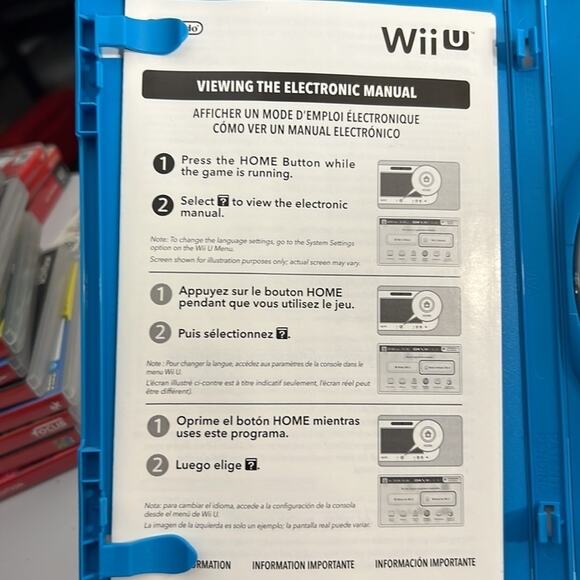 Wii U
VIEWING THE ELECTRONIC MANUAL
AFFICHER UN MODE D'EMPLOI ÉLECTRONIQUE
CÓMO VER UN MANUAL ELECTRÓNICO
1 Press the HOME Button while
the game is running.
2 Select ? to view the electronic
manual.
Note: To change the language settings, go to the System Settings
option on the Wii U Menu.
Screen shown for illustration purposes only; actual screen may vary.
1 Appuyez sur le bouton HOME
pendant que vous utilisez le jeu.
2 Puis sélectionnez ?.
Note : Pour changer la langue, accédez aux paramètres de la console dans le
menu Wii U.
L'écran illustré ci-contre est à titre indicatif seulement, l'écran réel peut
être différent.
1 Oprime el botón HOME mientras
uses este programa.
2 Luego elige ?.
Nota: para cambiar el idioma, accede a la configuración de la consola
desde el menú de Wii U.
La imagen de la izquierda es solo un ejemplo; la pantalla real puede variar.
INFORMATION IMPORTANTE
INFORMACIÓN IMPORTANTE